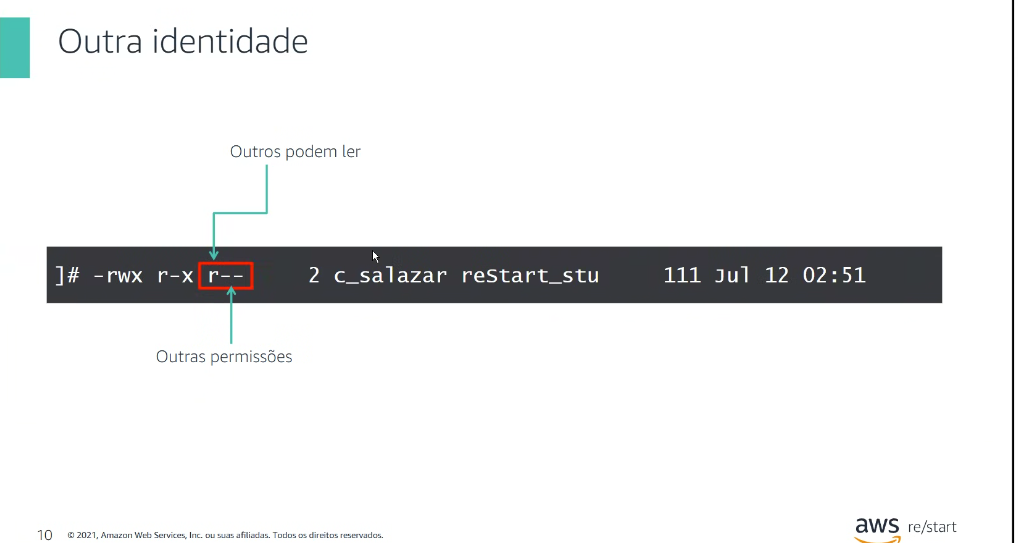 Outra identidade
Outros podem ler
]# -rwx r-x r-- 2 c_salazar reStart_stu 111 Jul 12 02:51
Outras permissões
10 © 2021, Amazon Web Services, Inc. ou suas afiliadas. Todos os direitos reservados.
aws re/start